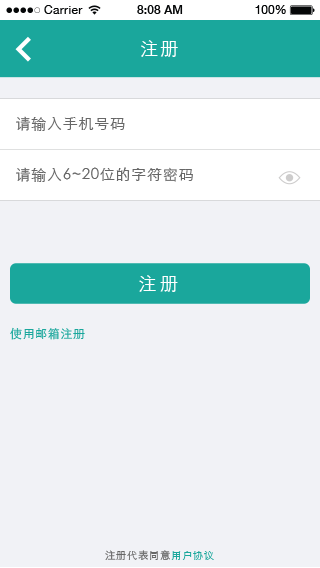 Carrier 8:08 AM 100%
注册
请输入手机号码
请输入6~20位的字符密码
注册
使用邮箱注册
注册代表同意用户协议